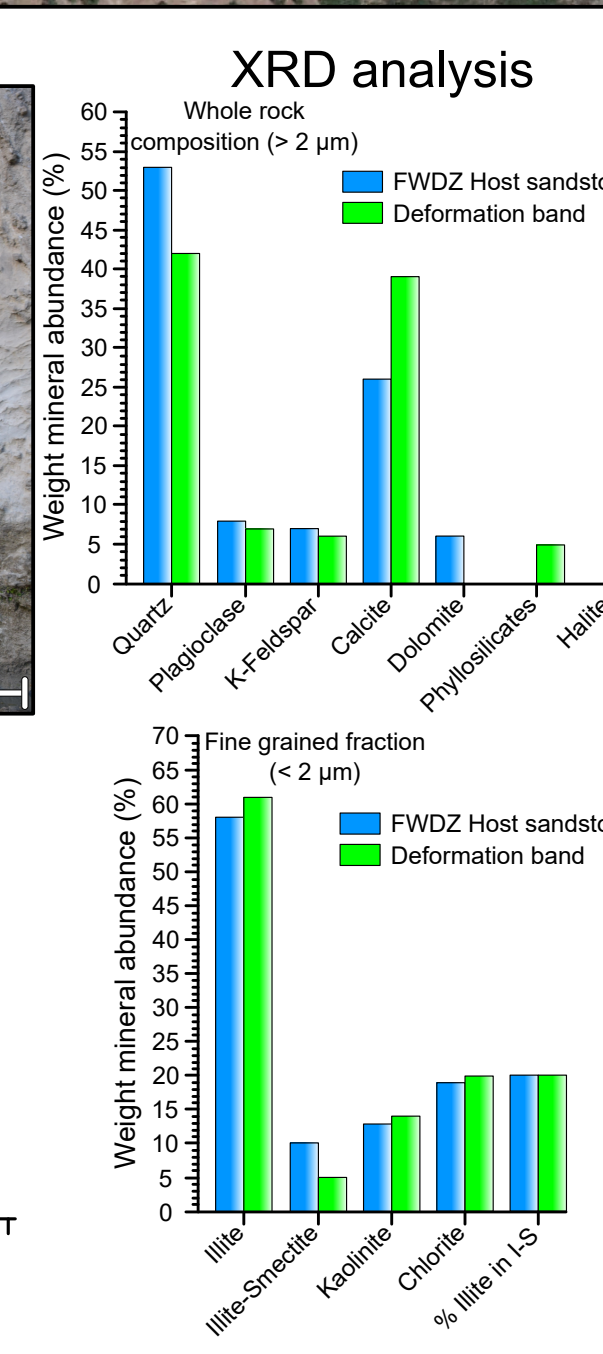 XRD analysis
Whole rock
composition (> 2 µm)
FWDZ Host
Deformation band
Weight mineral abundance (%)
60
55
50
45
40
35
30
25
20
15
10
5
0
Quartz
Plagioclase
K-Feldspar
Calcite
Dolomite
Phyllosilicates
Halite
Fine grained fraction
(< 2 µm)
FWDZ Host
Deformation band
Weight mineral abundance (%)
70
65
60
55
50
45
40
35
30
25
20
15
10
5
0
Illite
Illite-Smectite
Kaolinite
Chlorite
% Illite in I-S